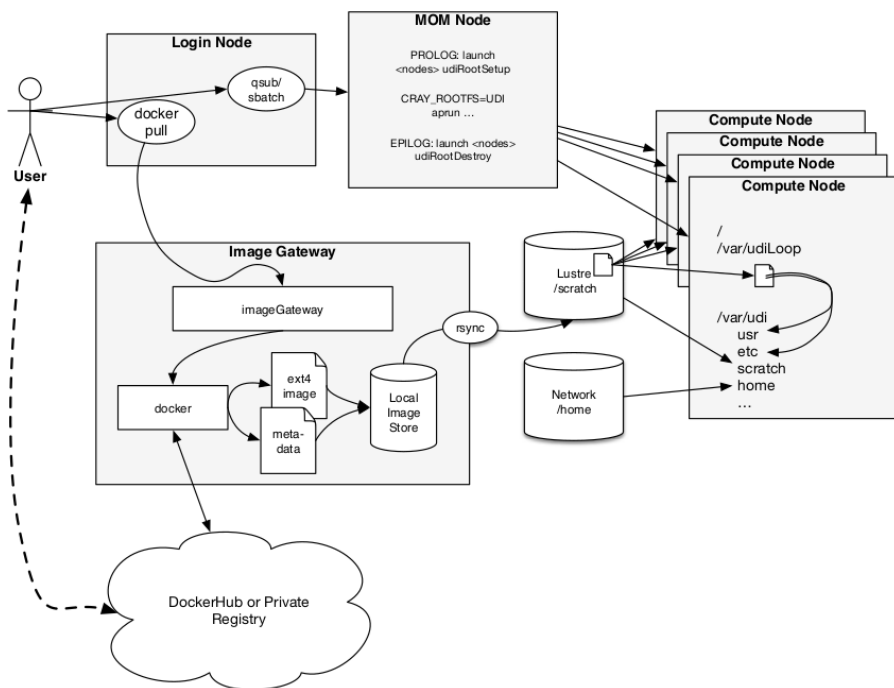 Login Node
qsub/
sbatch
docker
pull
User
MOM Node
PROLOG: launch
<nodes> udiRootSetup
CRAY_ROOTFS=UDI
aprun ...
EPILOG: launch <nodes>
udiRootDestroy
Compute Node
Compute Node
Compute Node
Compute Node
/
/var/udiLoop
/var/udi
usr
etc
scratch
home
...
Image Gateway
imageGateway
docker
ext4
image
meta-
data
Local
Image
Store
rsync
Lustre
/scratch
Network
/home
DockerHub or Private
Registry